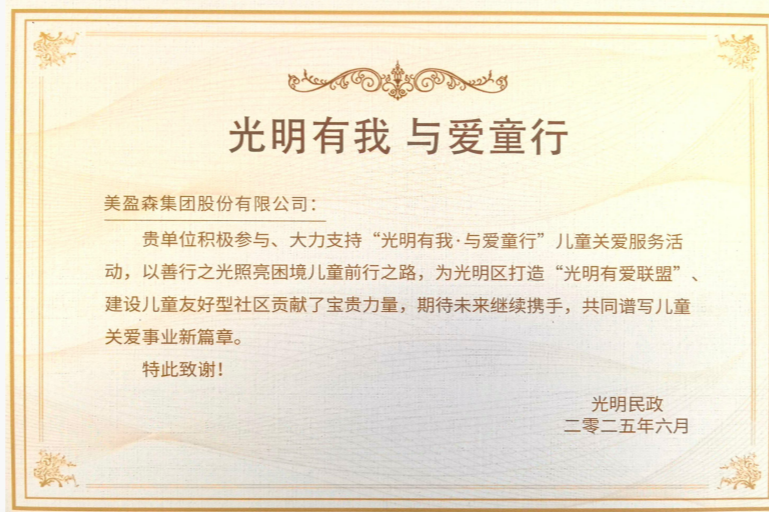 光明有我 与爱童行
美盈森集团股份有限公司：
贵单位积极参与、大力支持“光明有我·与爱童行”儿童关爱服务活
动，以善行之光照亮困境儿童前行之路，为光明区打造“光明有爱联盟”、
建设儿童友好型社区贡献了宝贵力量，期待未来继续携手，共同谱写儿童
关爱事业新篇章。
特此致谢！
光明民政
二零二五年六月